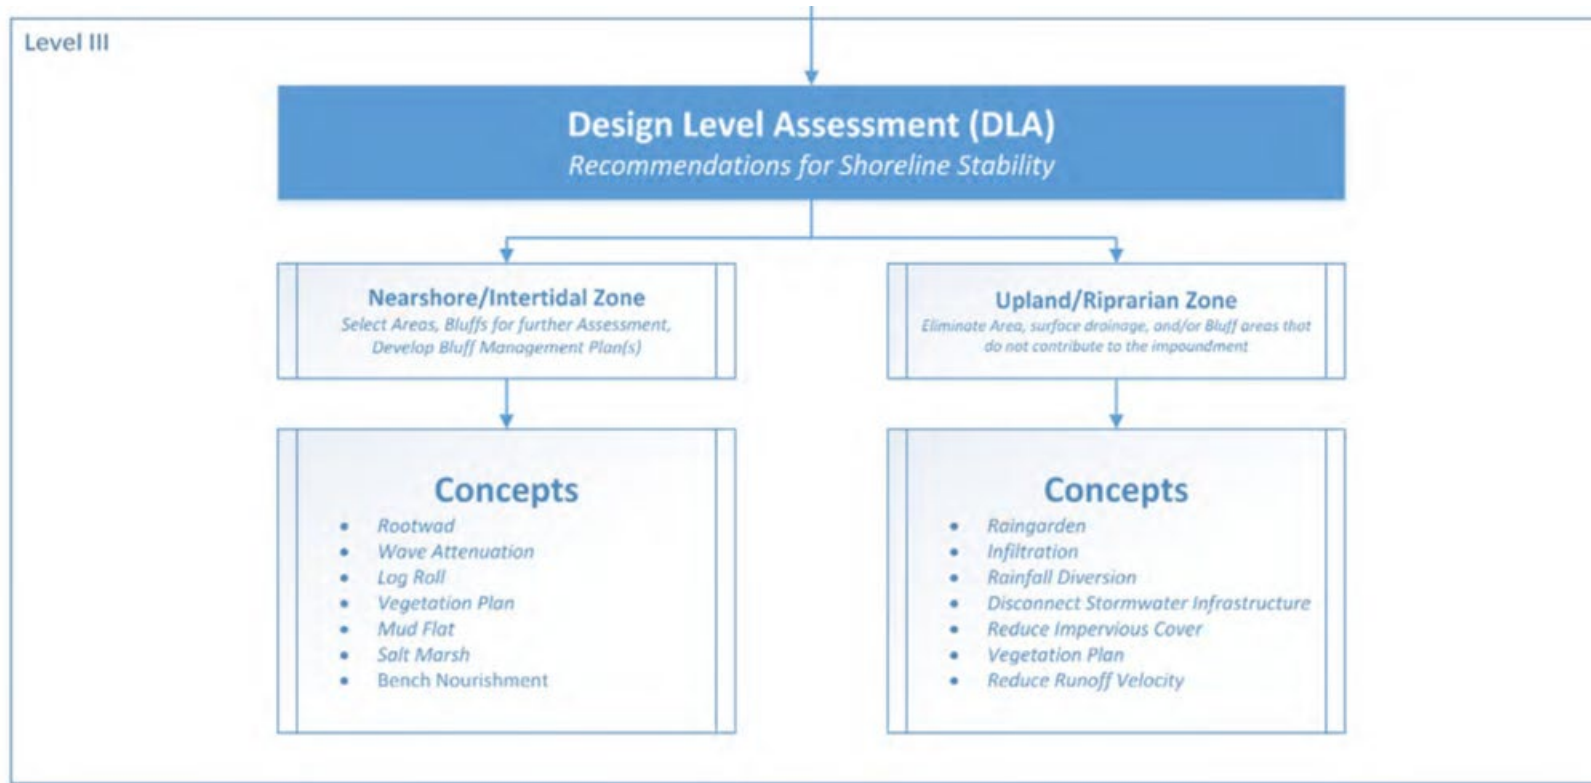 Level III
Design Level Assessment (DLA)
Recommendations for Shoreline Stability
Nearshore/Intertidal Zone
Select Areas, Bluffs for further Assessment,
Develop Bluff Management Plan(s)
Upland/Riprarian Zone
Eliminate Area, surface drainage, and/or Bluff areas that
do not contribute to the impoundment
Concepts
• Rootwad
• Wave Attenuation
• Log Roll
• Vegetation Plan
• Mud Flat
• Salt Marsh
• Bench Nourishment
Concepts
• Raingarden
• Infiltration
• Rainfall Diversion
• Disconnect Stormwater Infrastructure
• Reduce Impervious Cover
• Vegetation Plan
• Reduce Runoff Velocity